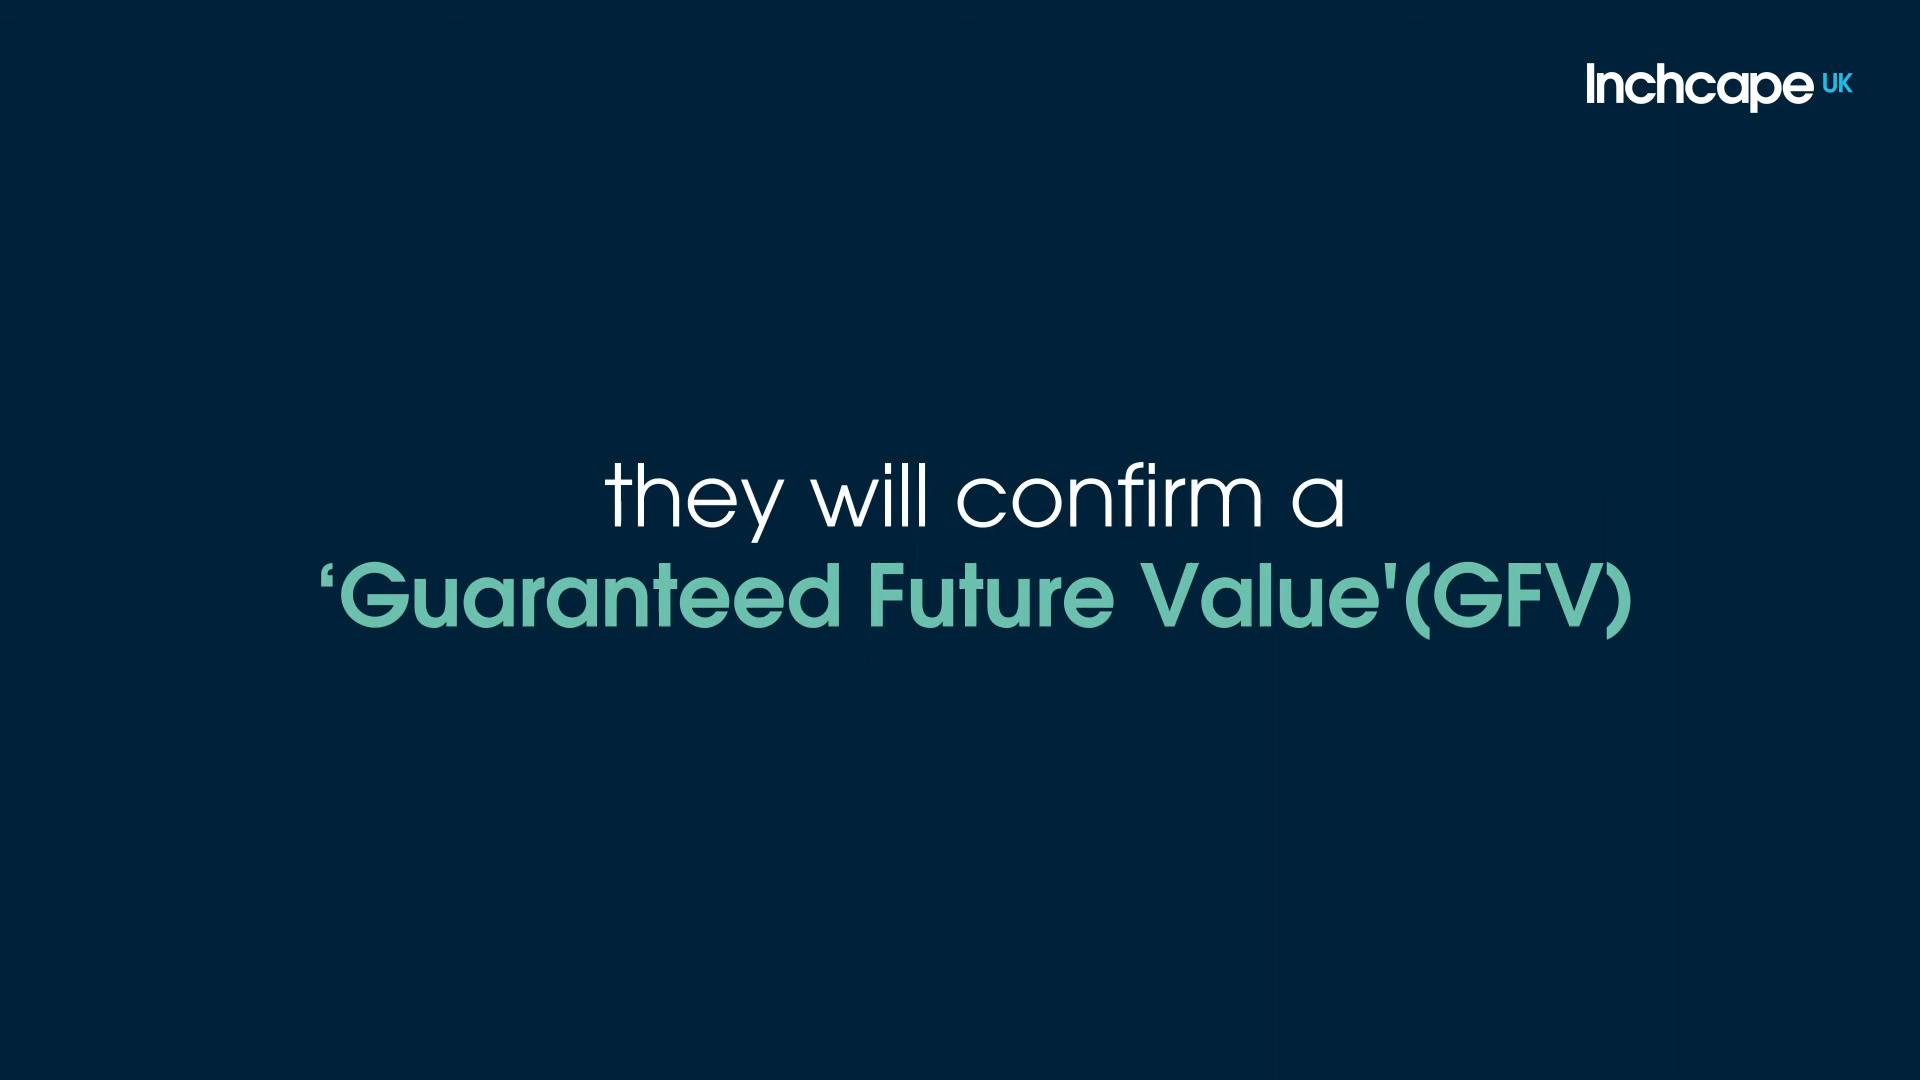 Inchcape UK
they will confirm a
‘Guaranteed Future Value'(GFV)